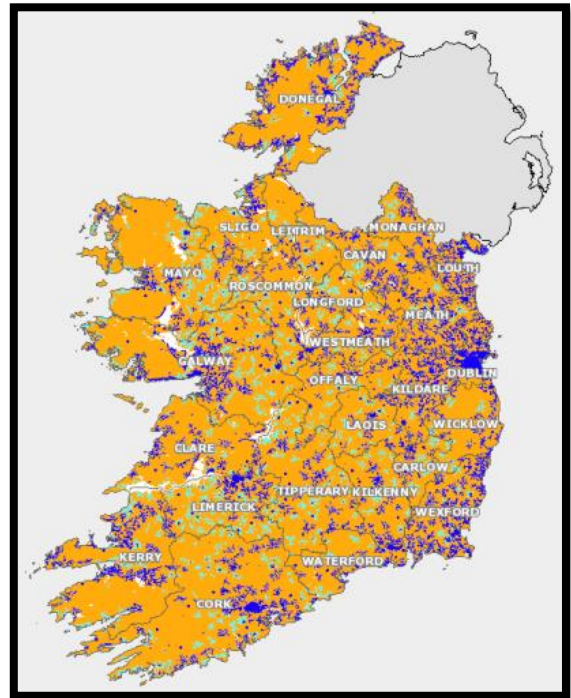 DONEGAL
SLIGO
LEITRIM
MONAGHAN
CAVAN
LOUTH
MAYO
ROSCOMMON
LONGFORD
MEATH
WESTMEATH
GALWAY
DUBLIN
OFFALY
KILDARE
LAOIS
WICKLOW
CLARE
CARLOW
TIPPERARY
KILKENNY
LIMERICK
WEXFORD
KERRY
WATERFORD
CORK